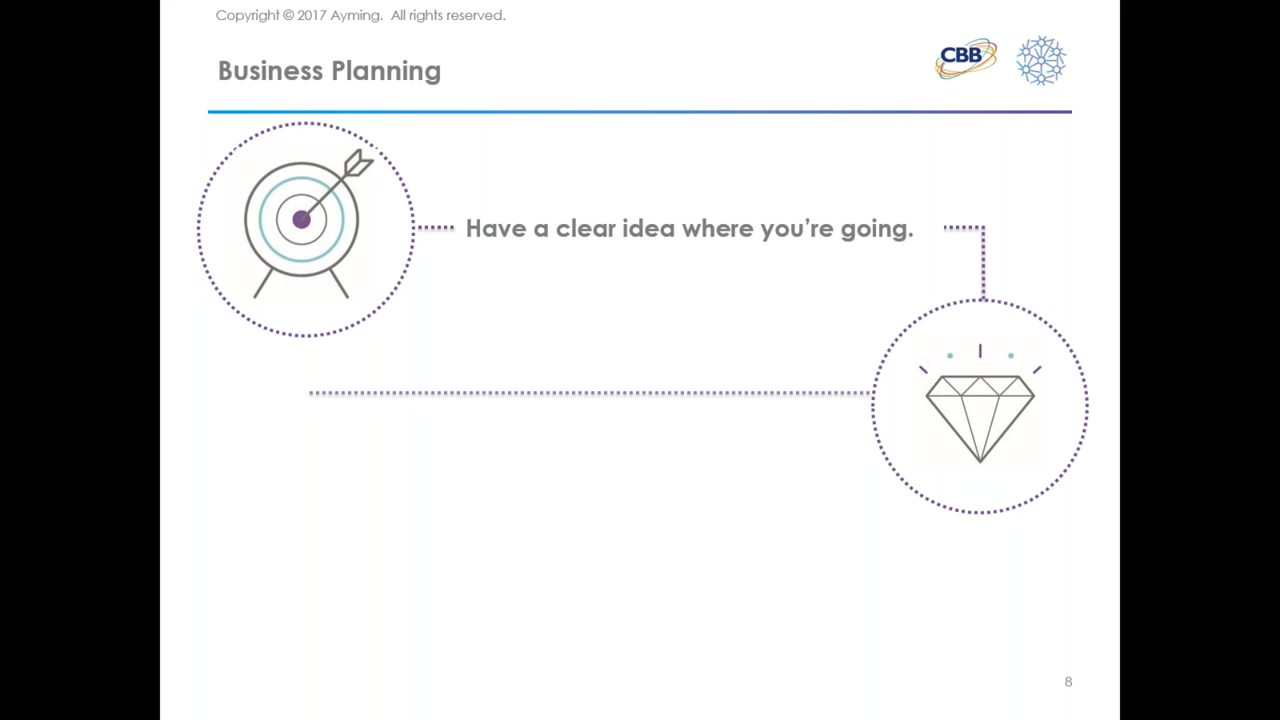 Copyright © 2017 Ayming.  All rights reserved.
Business Planning
CBB
Have a clear idea where you’re going.
8